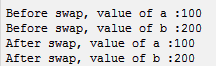 Before swap, value of a :100
Before swap, value of b :200
After swap, value of a :100
After swap, value of b :200